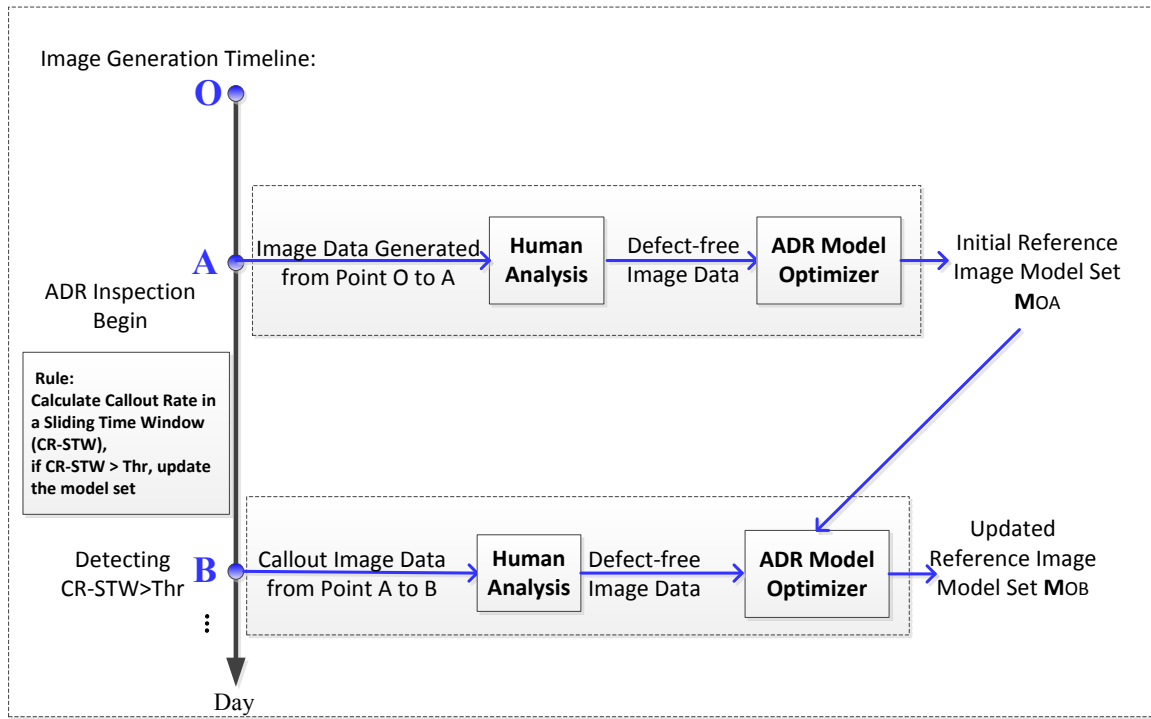 Image Generation Timeline:
O
A
ADR Inspection
Begin
Image Data Generated
from Point O to A
Human
Analysis
Defect-free
Image Data
ADR Model
Optimizer
Initial Reference
Image Model Set
MOA
Rule:
Calculate Callout Rate in
a Sliding Time Window
(CR-STW),
if CR-STW > Thr, update
the model set
Detecting
CR-STW>Thr
B
Callout Image Data
from Point A to B
Human
Analysis
Defect-free
Image Data
ADR Model
Optimizer
Updated
Reference Image
Model Set MOB
...
Day